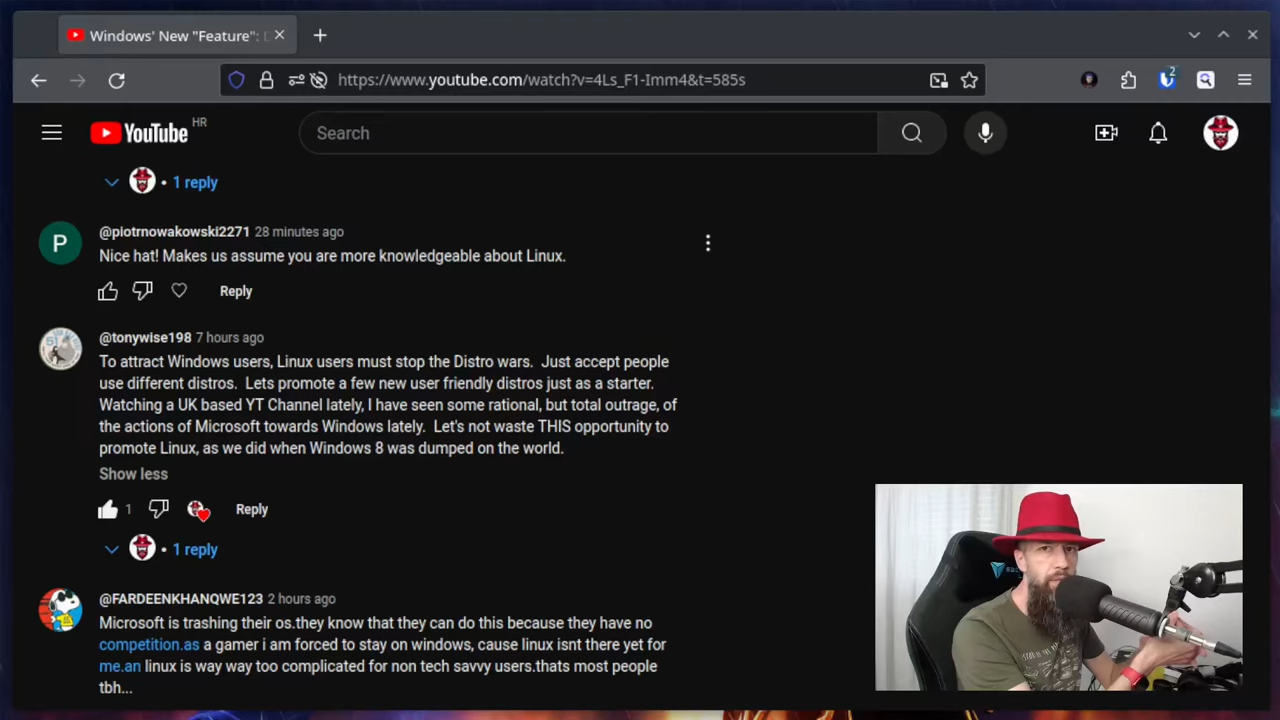 Windows' New "Feature": D
https://www.youtube.com/watch?v=4Ls_F1-Imm4&t=585s
2
YouTube HR
Search
1 reply
P
@piotrnowakowski2271 28 minutes ago
Nice hat! Makes us assume you are more knowledgeable about Linux.
Reply
@tonywise198 7 hours ago
To attract Windows users, Linux users must stop the Distro wars.  Just accept people
use different distros.  Lets promote a few new user friendly distros just as a starter.
Watching a UK based YT Channel lately, I have seen some rational, but total outrage, of
the actions of Microsoft towards Windows lately.  Let's not waste THIS opportunity to
promote Linux, as we did when Windows 8 was dumped on the world.
Show less
1
Reply
1 reply
@FARDEENKHANQWE123 2 hours ago
Microsoft is trashing their os.they know that they can do this because they have no
competition.as a gamer i am forced to stay on windows, cause linux isnt there yet for
me.an linux is way way too complicated for non tech savvy users.thats most people
tbh...